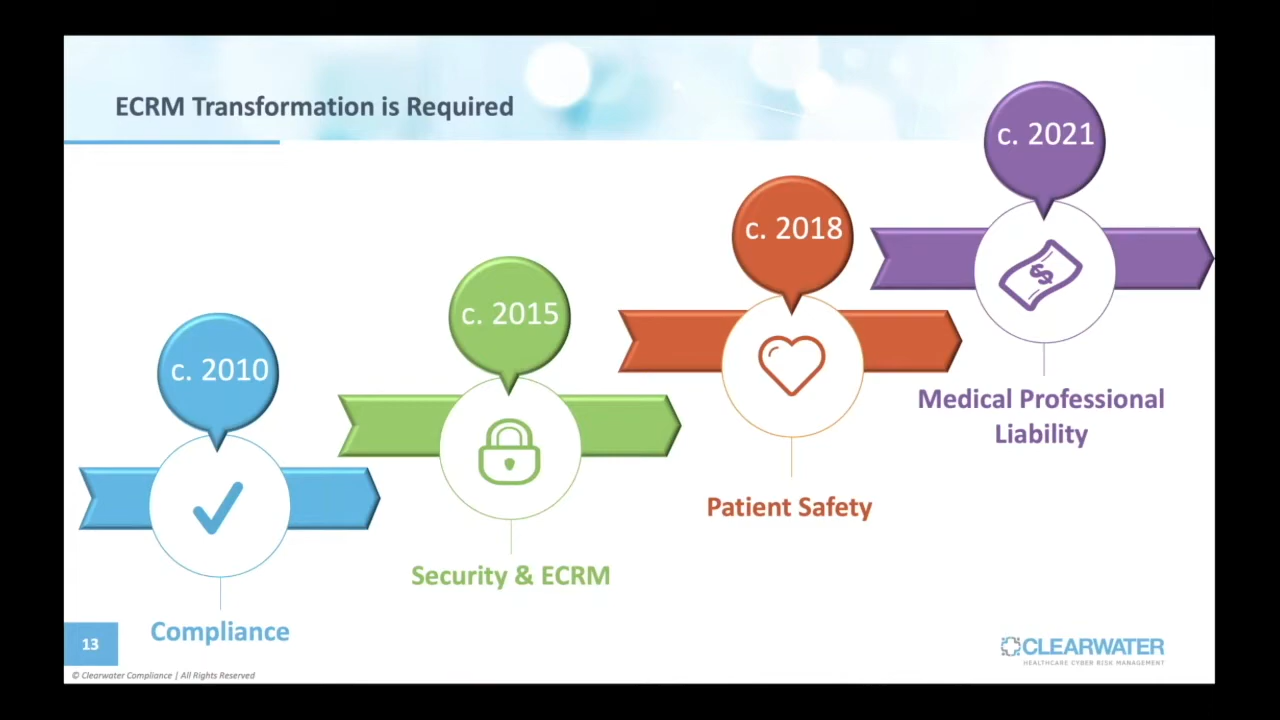 ECRM Transformation is Required
c. 2010
Compliance
c. 2015
Security & ECRM
c. 2018
Patient Safety
c. 2021
$
Medical Professional
Liability
13
© Clearwater Compliance | All Rights Reserved
CLEARWATER
HEALTHCARE CYBER RISK MANAGEMENT